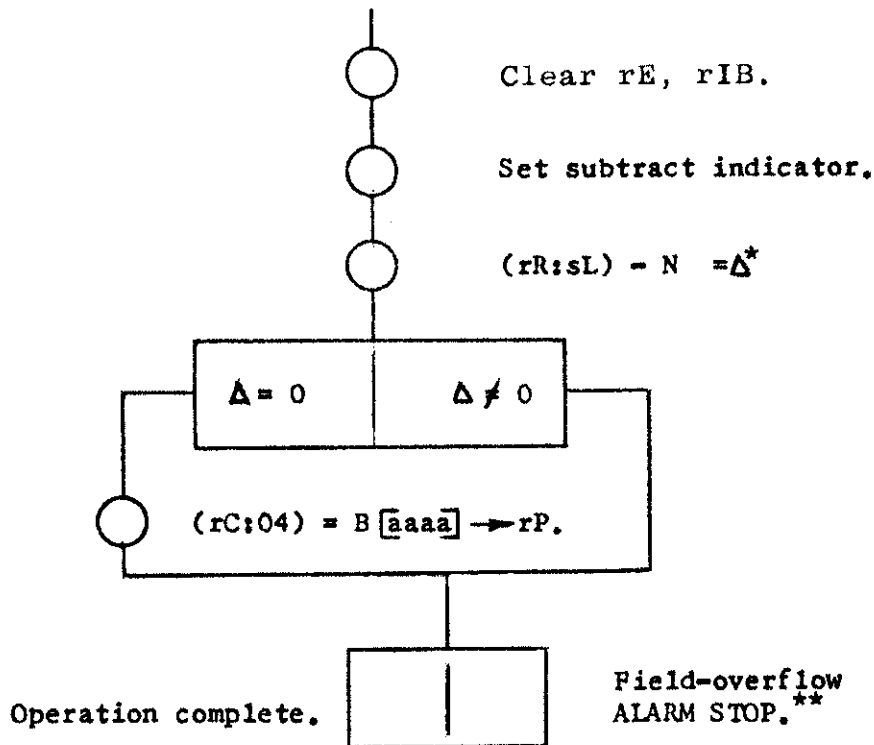 Clear rE, rIB.
Set subtract indicator.
(rR:sL) - N = Δ*
Δ = 0
Δ ≠ 0
(rC:04) = B [aaaa] → rP.
Operation complete.
Field-overflow
ALARM STOP.**